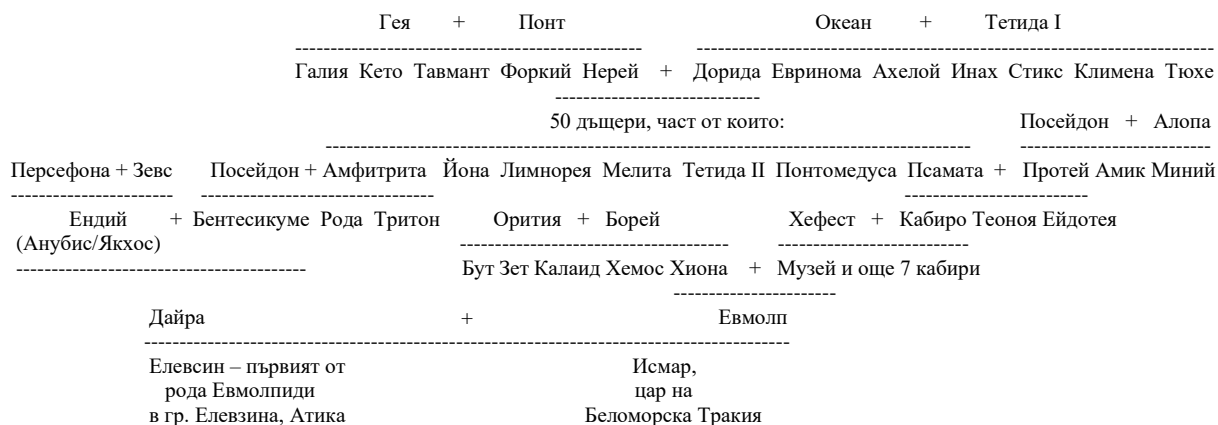 Гея + Понт Океан + Тетида I
Галия Кето Тавмант Форкий Нерей + Дорида Евринома Ахелой Инах Стикс Климена Тюхе
50 дъщери, част от които: Посейдон + Алопа
Персефона + Зевс Посейдон + Амфитрита Йона Лимнорея Мелита Тетида II Понтомедуса Псамата + Протей Амик Миний
Ендий + Бентесикуме Рода Тритон Орития + Борей Хефест + Кабиро Теоноя Ейдотея
(Анубис/Якхос)
Бут Зет Калаид Хемос Хиона + Музей и още 7 кабири
Дайра + Евмолп
Елевсин – първият от Исмар,
рода Евмолпиди цар на
в гр. Елевзина, Атика Беломорска Тракия